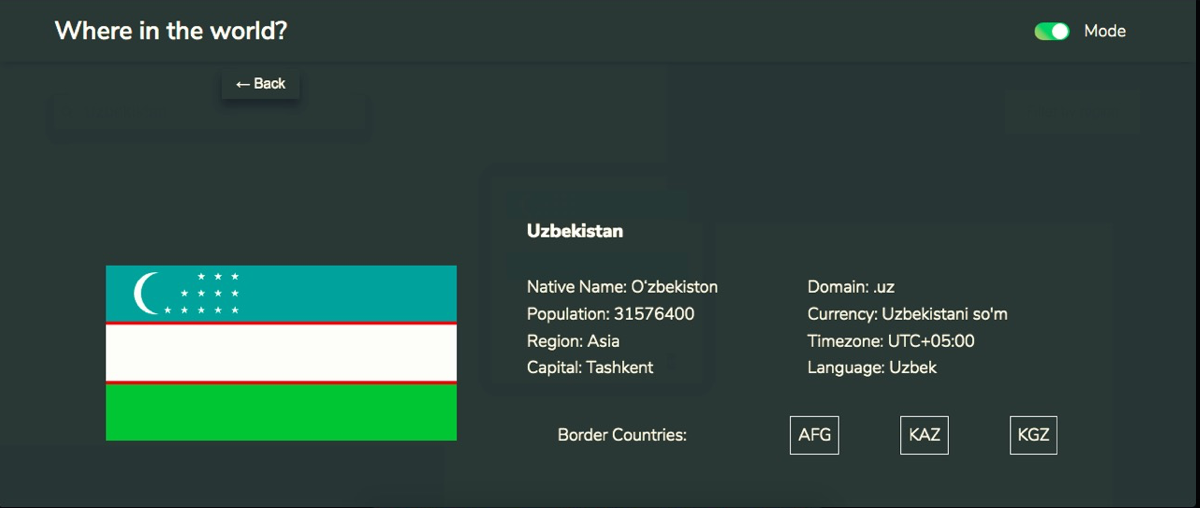 Where in the world?
Mode
← Back
Uzbekistan
Native Name: O‘zbekiston
Population: 31576400
Region: Asia
Capital: Tashkent
Domain: .uz
Currency: Uzbekistani so'm
Timezone: UTC+05:00
Language: Uzbek
Border Countries:
AFG
KAZ
KGZ